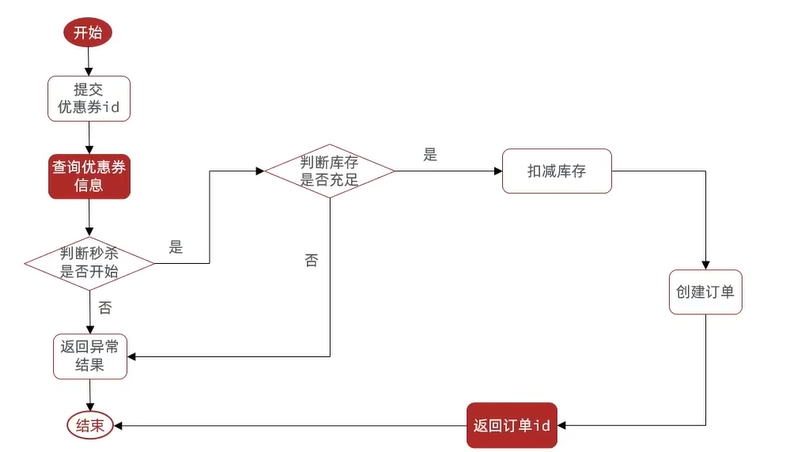 开始
提交
优惠券id
查询优惠券
信息
判断秒杀
是否开始
是
否
判断库存
是否充足
是
否
扣减库存
创建订单
返回异常
结果
返回订单id
结束